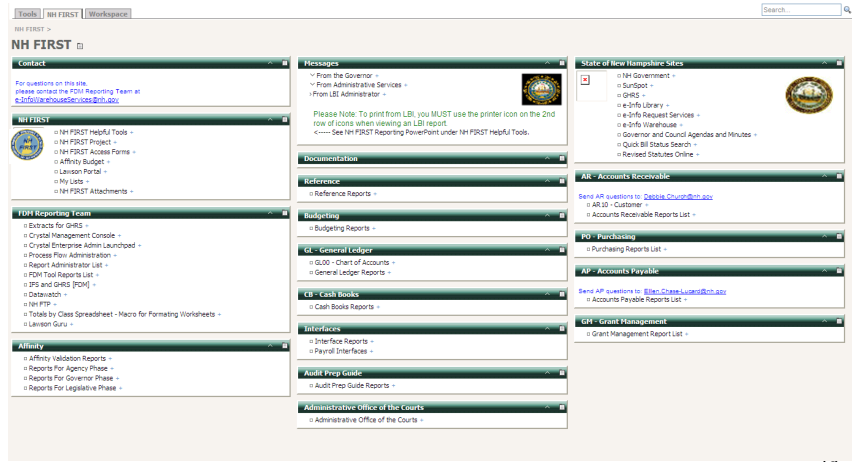 Tools NH FIRST Workspace
Search...
NH FIRST >
NH FIRST
Contact
For questions on this site,
please contact the FDM Reporting Team at
e-InfoWarehouseServices@nh.gov
NH FIRST
NH FIRST
NH FIRST Helpful Tools +
NH FIRST Project +
NH FIRST Access Forms +
Affinity Budget +
Lawson Portal +
My Lists +
NH FIRST Attachments +
FDM Reporting Team
Extracts for GHRS +
Crystal Management Console +
Crystal Enterprise Admin Launchpad +
Process Flow Administration +
Report Administrator List +
FDM Tool Reports List +
IFS and GHRS [FDM] +
Datawatch +
NH FTP +
Totals by Class Spreadsheet - Macro for Formating Worksheets +
Lawson Guru +
Affinity
Affinity Validation Reports +
Reports For Agency Phase +
Reports For Governor Phase +
Reports For Legislative Phase +
Messages
From the Governor +
From Administrative Services +
From LBI Administrator +
Please Note: To print from LBI, you MUST use the printer icon on the 2nd
row of icons when viewing an LBI report.
<----- See NH FIRST Reporting PowerPoint under NH FIRST Helpful Tools.
Documentation
Reference
Reference Reports +
Budgeting
Budgeting Reports +
GL - General Ledger
GL00 - Chart of Accounts +
General Ledger Reports +
CB - Cash Books
Cash Books Reports +
Interfaces
Interface Reports +
Payroll Interfaces +
Audit Prep Guide
Audit Prep Guide Reports +
Administrative Office of the Courts
Administrative Office of the Courts +
State of New Hampshire Sites
NH Government +
SunSpot +
GHRS +
e-Info Library +
e-Info Request Services +
e-Info Warehouse +
Governor and Council Agendas and Minutes +
Quick Bill Status Search +
Revised Statutes Online +
AR - Accounts Receivable
Send AR questions to: Debbie.Church@nh.gov
AR10 - Customer +
Accounts Receivable Reports List +
PO - Purchasing
Purchasing Reports List +
AP - Accounts Payable
Send AP questions to: Ellen.Chase-Lucard@nh.gov
Accounts Payable Reports List +
GM - Grant Management
Grant Management Report List +